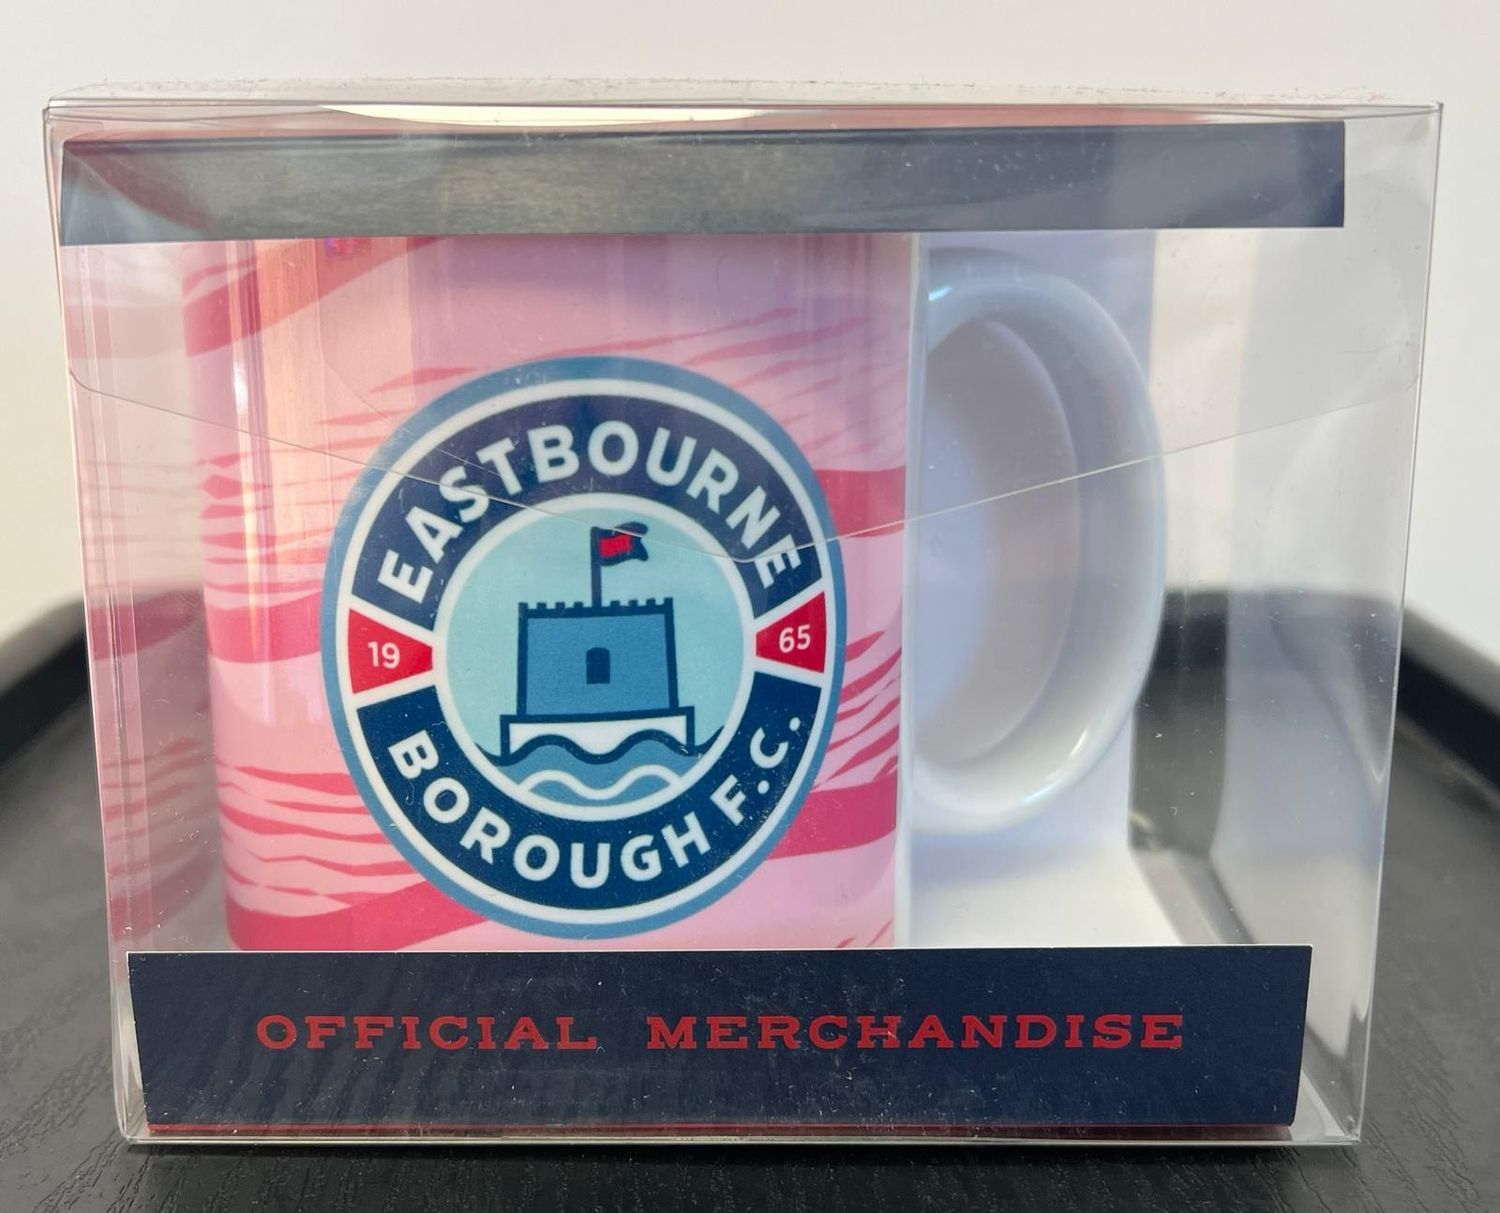 EASTBOURNE
19 65
BOROUGH F.C.
OFFICIAL MERCHANDISE